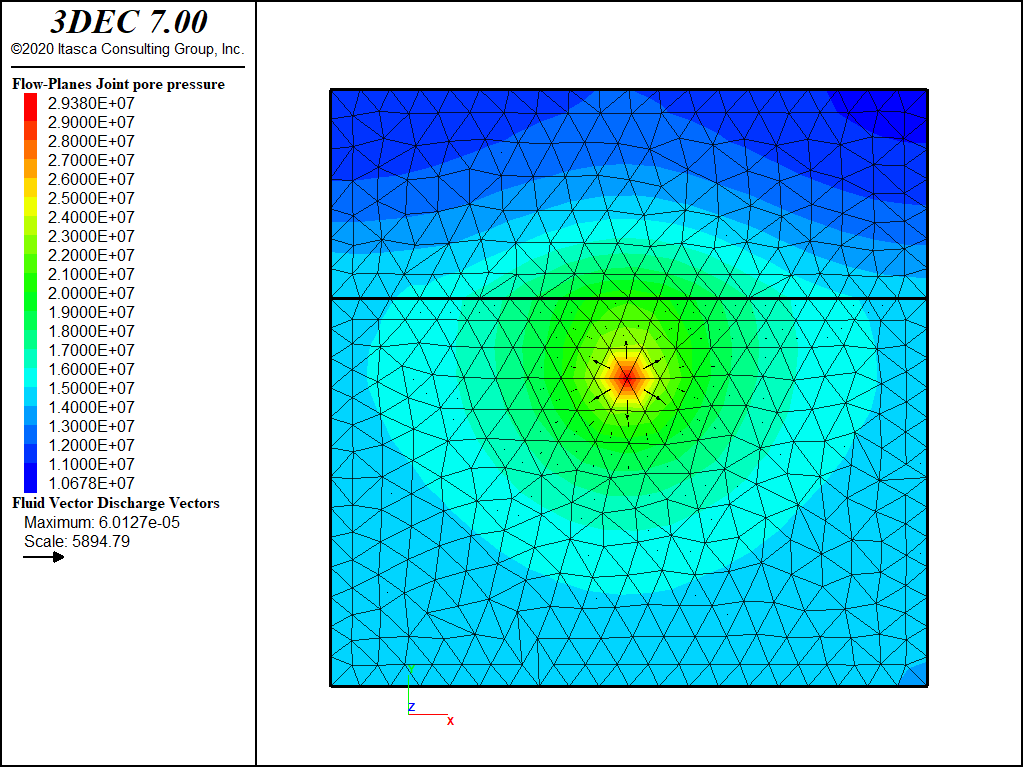 3DEC 7.00
©2020 Itasca Consulting Group, Inc.
Flow-Planes Joint pore pressure
2.9380E+07
2.9000E+07
2.8000E+07
2.7000E+07
2.6000E+07
2.5000E+07
2.4000E+07
2.3000E+07
2.2000E+07
2.1000E+07
2.0000E+07
1.9000E+07
1.8000E+07
1.7000E+07
1.6000E+07
1.5000E+07
1.4000E+07
1.3000E+07
1.2000E+07
1.1000E+07
1.0678E+07
Fluid Vector Discharge Vectors
Maximum: 6.0127e-05
Scale: 5894.79
Y
Z
X